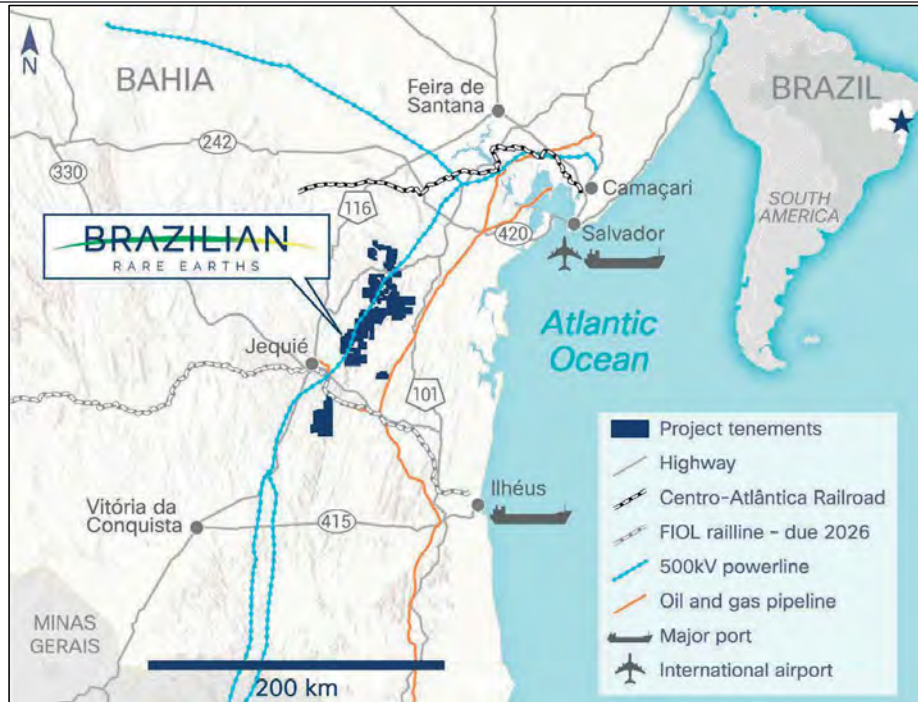 N
BAHIA
Feira de
Santana
BRAZIL
242
330
116
Camaçari
SOUTH
AMERICA
BRAZILIAN
RARE EARTHS
420
Salvador
Atlantic
Ocean
Jequié
101
Project tenements
Highway
Ilhéus
Centro-Atlântica Railroad
Vitória da
Conquista
415
FIOL railline - due 2026
500kV powerline
Oil and gas pipeline
MINAS
GERAIS
Major port
200 km
International airport